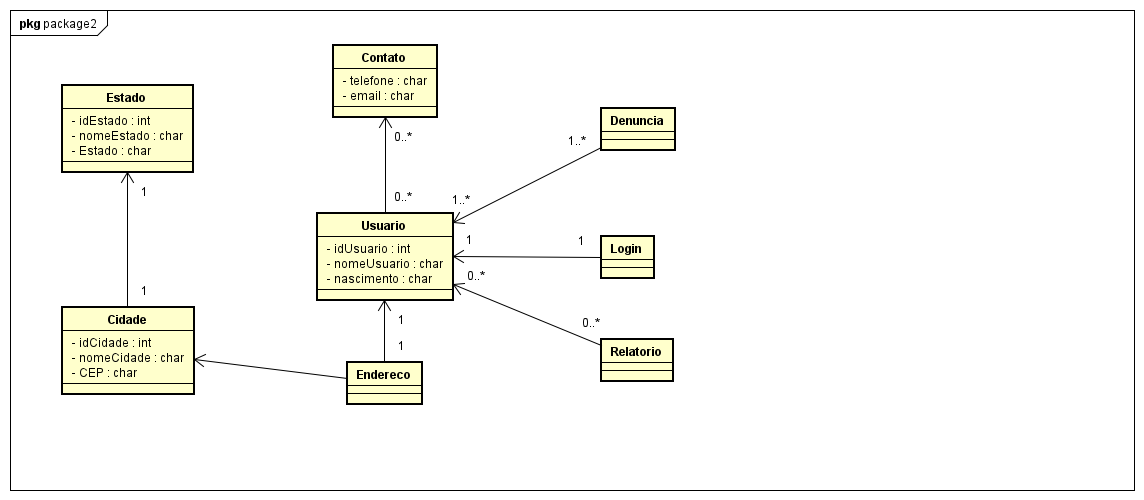 pkg package2
Contato
- telefone : char
- email : char
Estado
- idEstado : int
- nomeEstado : char
- Estado : char
Denuncia
0..*
1..*
1
0..*
1..*
Usuario
- idUsuario : int
- nomeUsuario : char
- nascimento : char
1
1
Login
0..*
1
Cidade
- idCidade : int
- nomeCidade : char
- CEP : char
1
1
0..*
Relatorio
Endereco